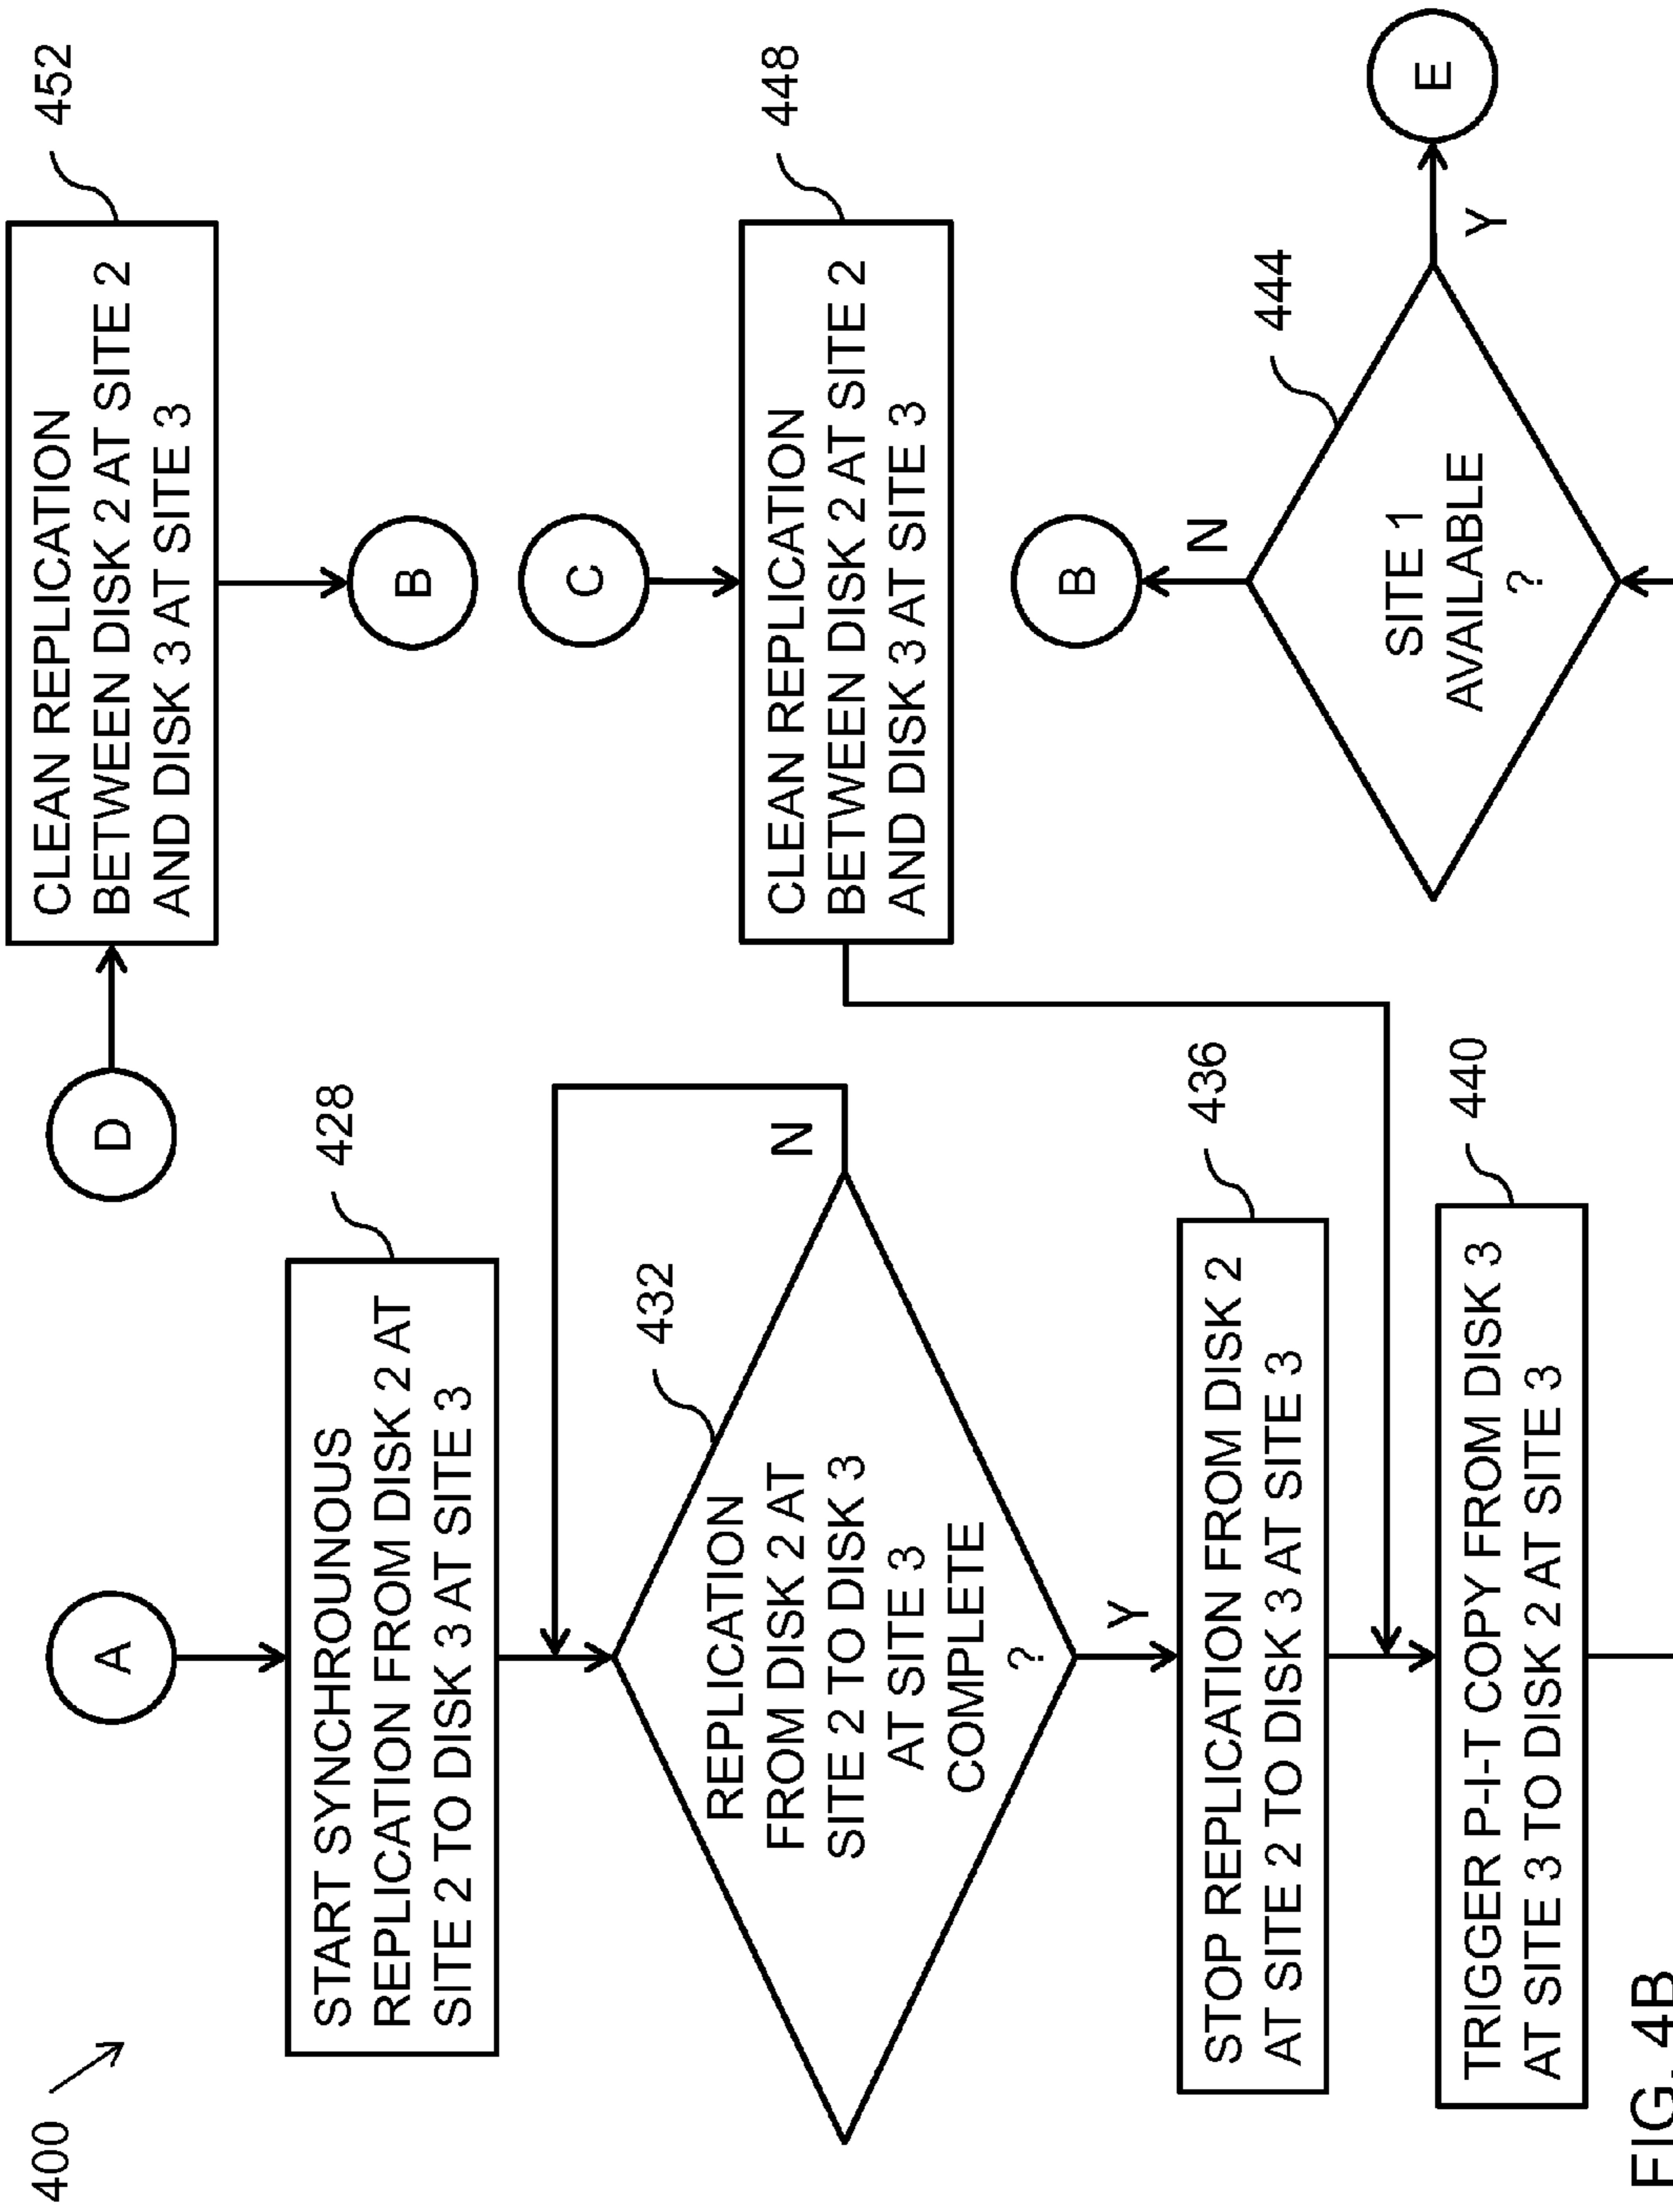 400
A
START SYNCHROUNOUS
REPLICATION FROM DISK 2 AT
SITE 2 TO DISK 3 AT SITE 3
428
REPLICATION
FROM DISK 2 AT
SITE 2 TO DISK 3
AT SITE 3
COMPLETE
?
432
N
Y
STOP REPLICATION FROM DISK 2
AT SITE 2 TO DISK 3 AT SITE 3
436
TRIGGER P-I-T COPY FROM DISK 3
AT SITE 3 TO DISK 2 AT SITE 3
440
D
CLEAN REPLICATION
BETWEEN DISK 2 AT SITE 2
AND DISK 3 AT SITE 3
452
B
C
CLEAN REPLICATION
BETWEEN DISK 2 AT SITE 2
AND DISK 3 AT SITE 3
448
B
N
444
SITE 1
AVAILABLE
?
Y
E
FIG. 4B